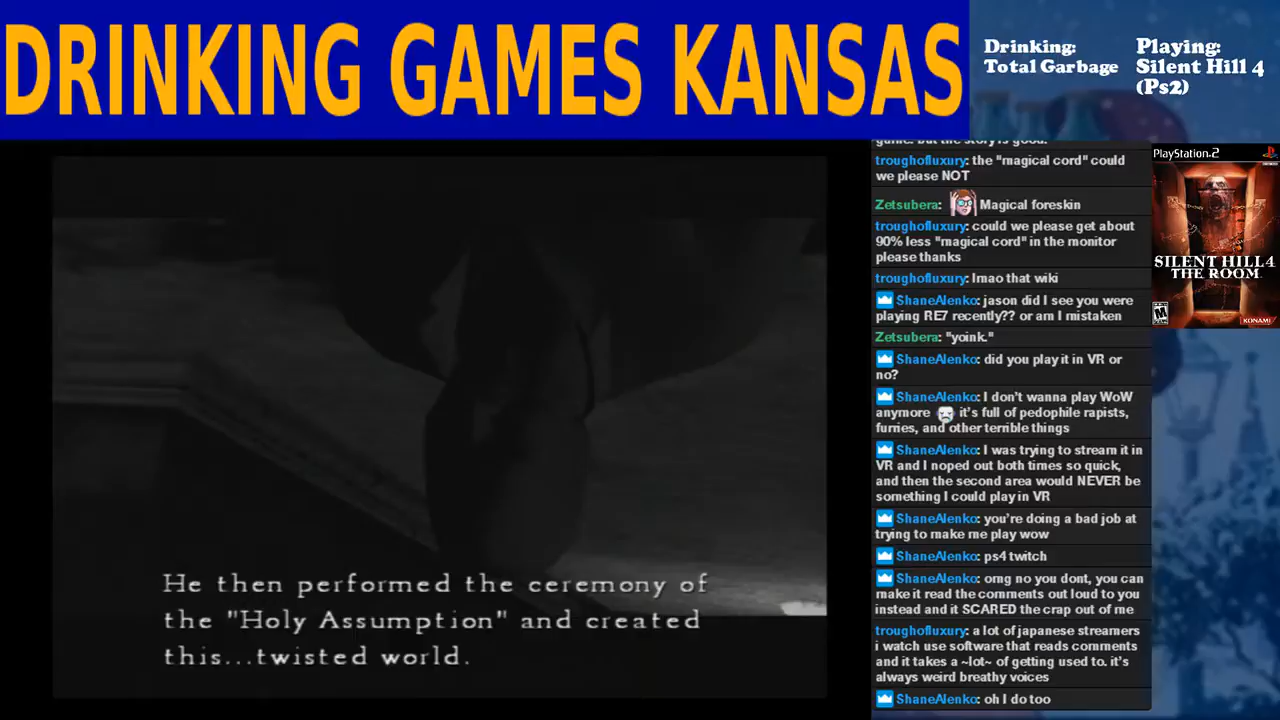 DRINKING GAMES KANSAS
Drinking:
Total Garbage
Playing:
Silent Hill 4
(Ps2)
game. but the story is good.
troughofluxury: the "magical cord" could
we please NOT
Zetsubera: Magical foreskin
troughofluxury: could we please get about
90% less "magical cord" in the monitor
please thanks
troughofluxury: lmao that wiki
ShaneAlenko: jason did I see you were
playing RE7 recently?? or am I mistaken
Zetsubera: "yoink."
ShaneAlenko: did you play it in VR or
no?
ShaneAlenko: I don't wanna play WoW
anymore it's full of pedophile rapists,
furries, and other terrible things
ShaneAlenko: I was trying to stream it in
VR and I noped out both times so quick,
and then the second area would NEVER be
something I could play in VR
ShaneAlenko: you're doing a bad job at
trying to make me play wow
ShaneAlenko: ps4 twitch
ShaneAlenko: omg no you dont, you can
make it read the comments out loud to you
instead and it SCARED the crap out of me
troughofluxury: a lot of japanese streamers
i watch use software that reads comments
and it takes a ~lot~ of getting used to. it's
always weird breathy voices
ShaneAlenko: oh I do too
PlayStation.2
SILENT HILL 4
THE ROOM
M
KONAMI
He then performed the ceremony of
the "Holy Assumption" and created
this...twisted world.